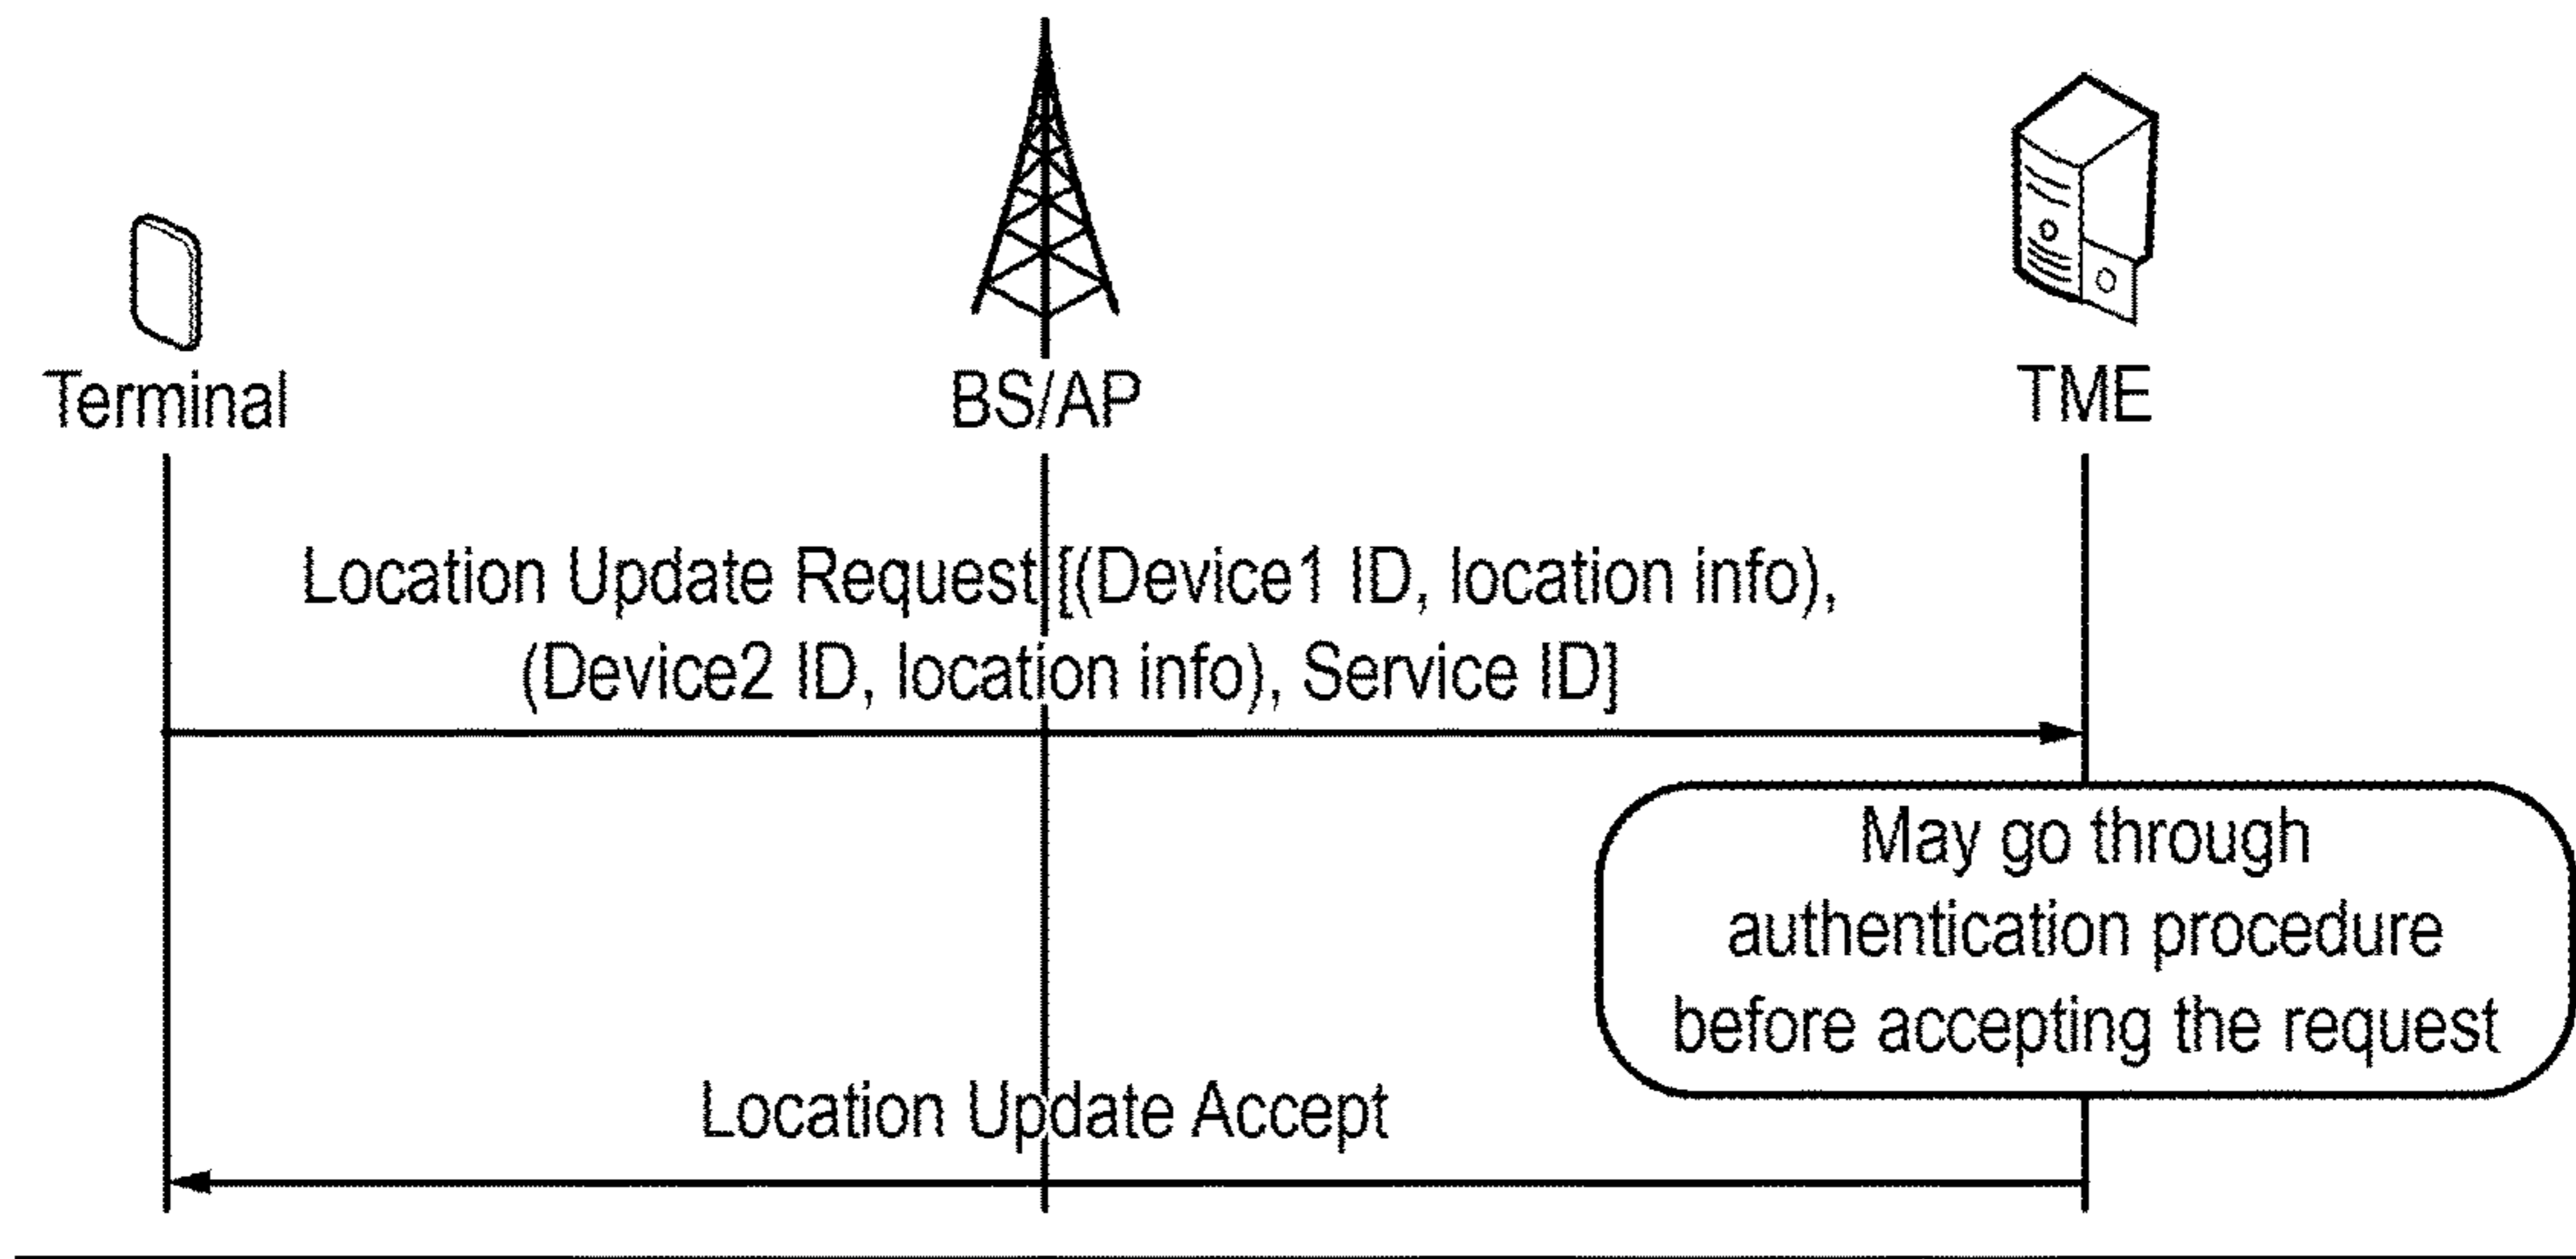 Terminal
BS/AP
TME
Location Update Request [(Device1 ID, location info),
(Device2 ID, location info), Service ID]
May go through
authentication procedure
before accepting the request
Location Update Accept